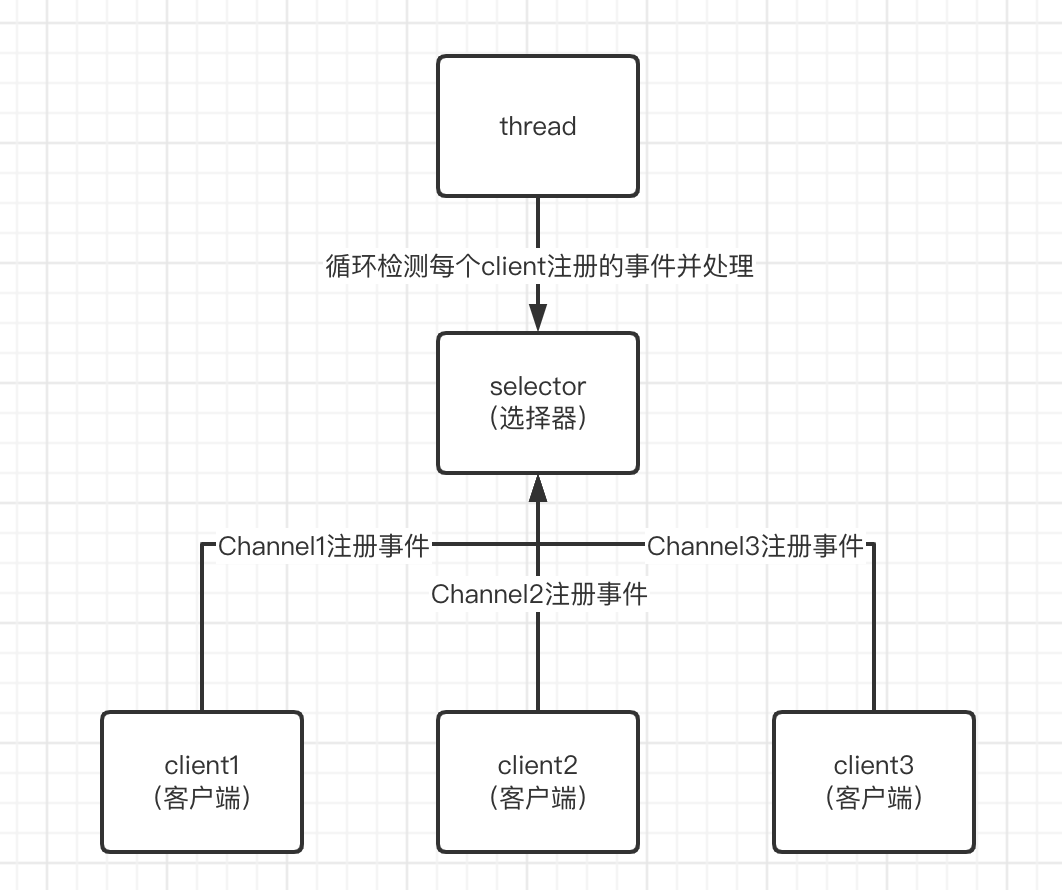 thread
循环检测每个client注册的事件并处理
selector
（选择器）
Channel1注册事件
Channel3注册事件
Channel2注册事件
client1
（客户端）
client2
（客户端）
client3
（客户端）